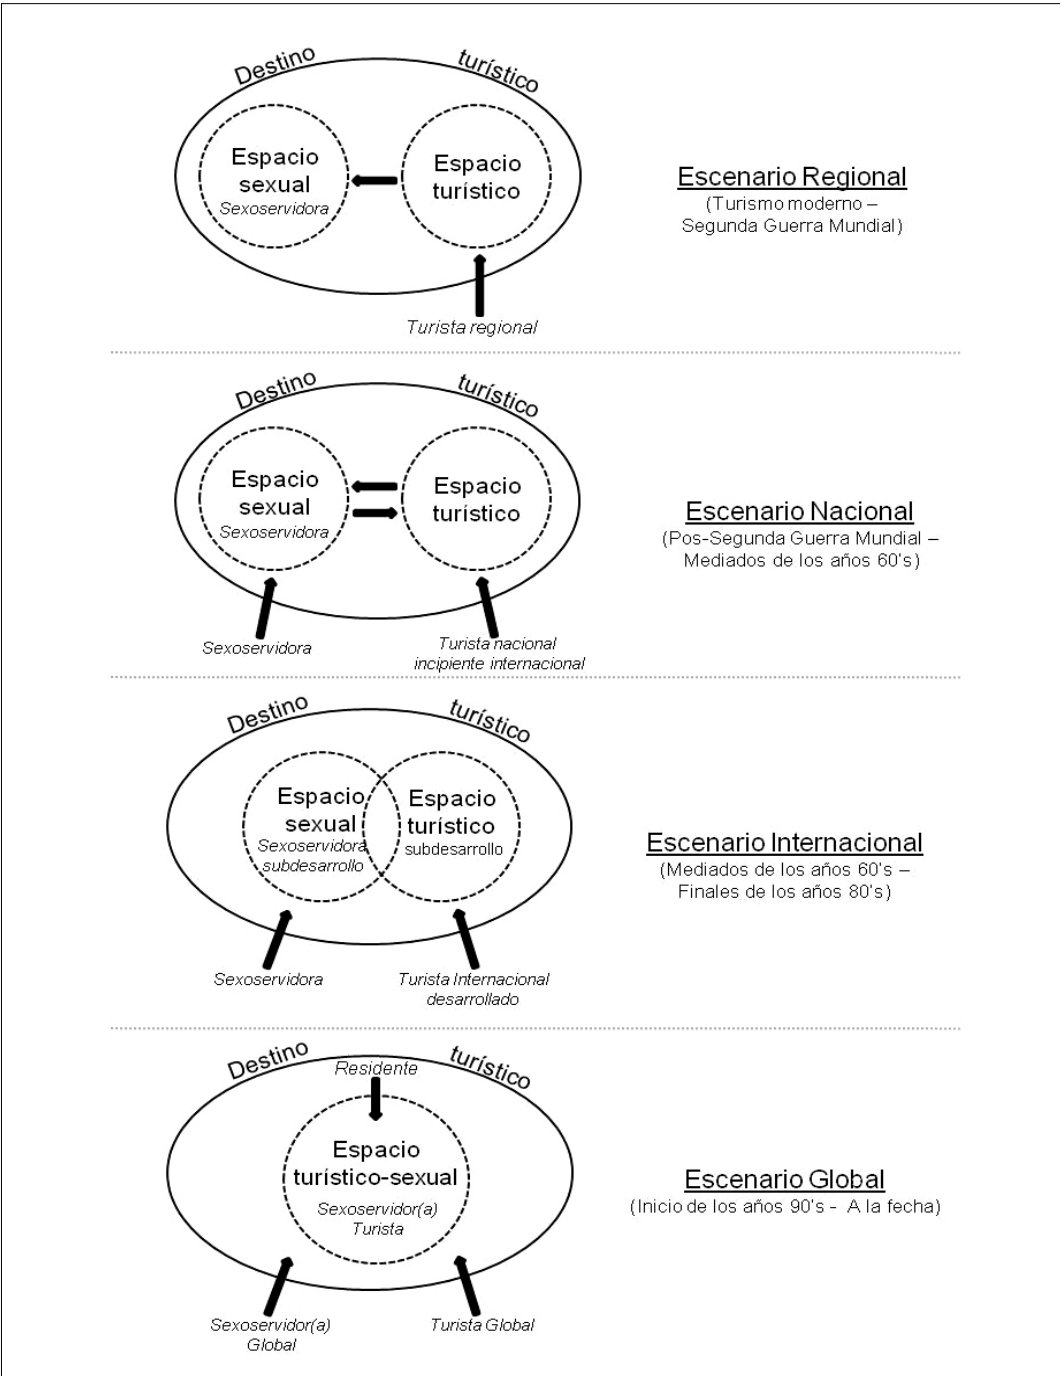 Destino turístico
Espacio
sexual
Sexoservidora
Espacio
turístico
Turista regional
Escenario Regional
(Turismo moderno –
Segunda Guerra Mundial)
Destino turístico
Espacio
sexual
Sexoservidora
Espacio
turístico
Sexoservidora
Turista nacional
incipiente internacional
Escenario Nacional
(Pos-Segunda Guerra Mundial –
Mediados de los años 60's)
Destino turístico
Espacio
sexual
Sexoservidora
subdesarrollo
Espacio
turístico
subdesarrollo
Sexoservidora
Turista Internacional
desarrollado
Escenario Internacional
(Mediados de los años 60's –
Finales de los años 80's)
Destino turístico
Residente
Espacio
turístico-sexual
Sexoservidor(a)
Turista
Sexoservidor(a)
Global
Turista Global
Escenario Global
(Inicio de los años 90's - A la fecha)